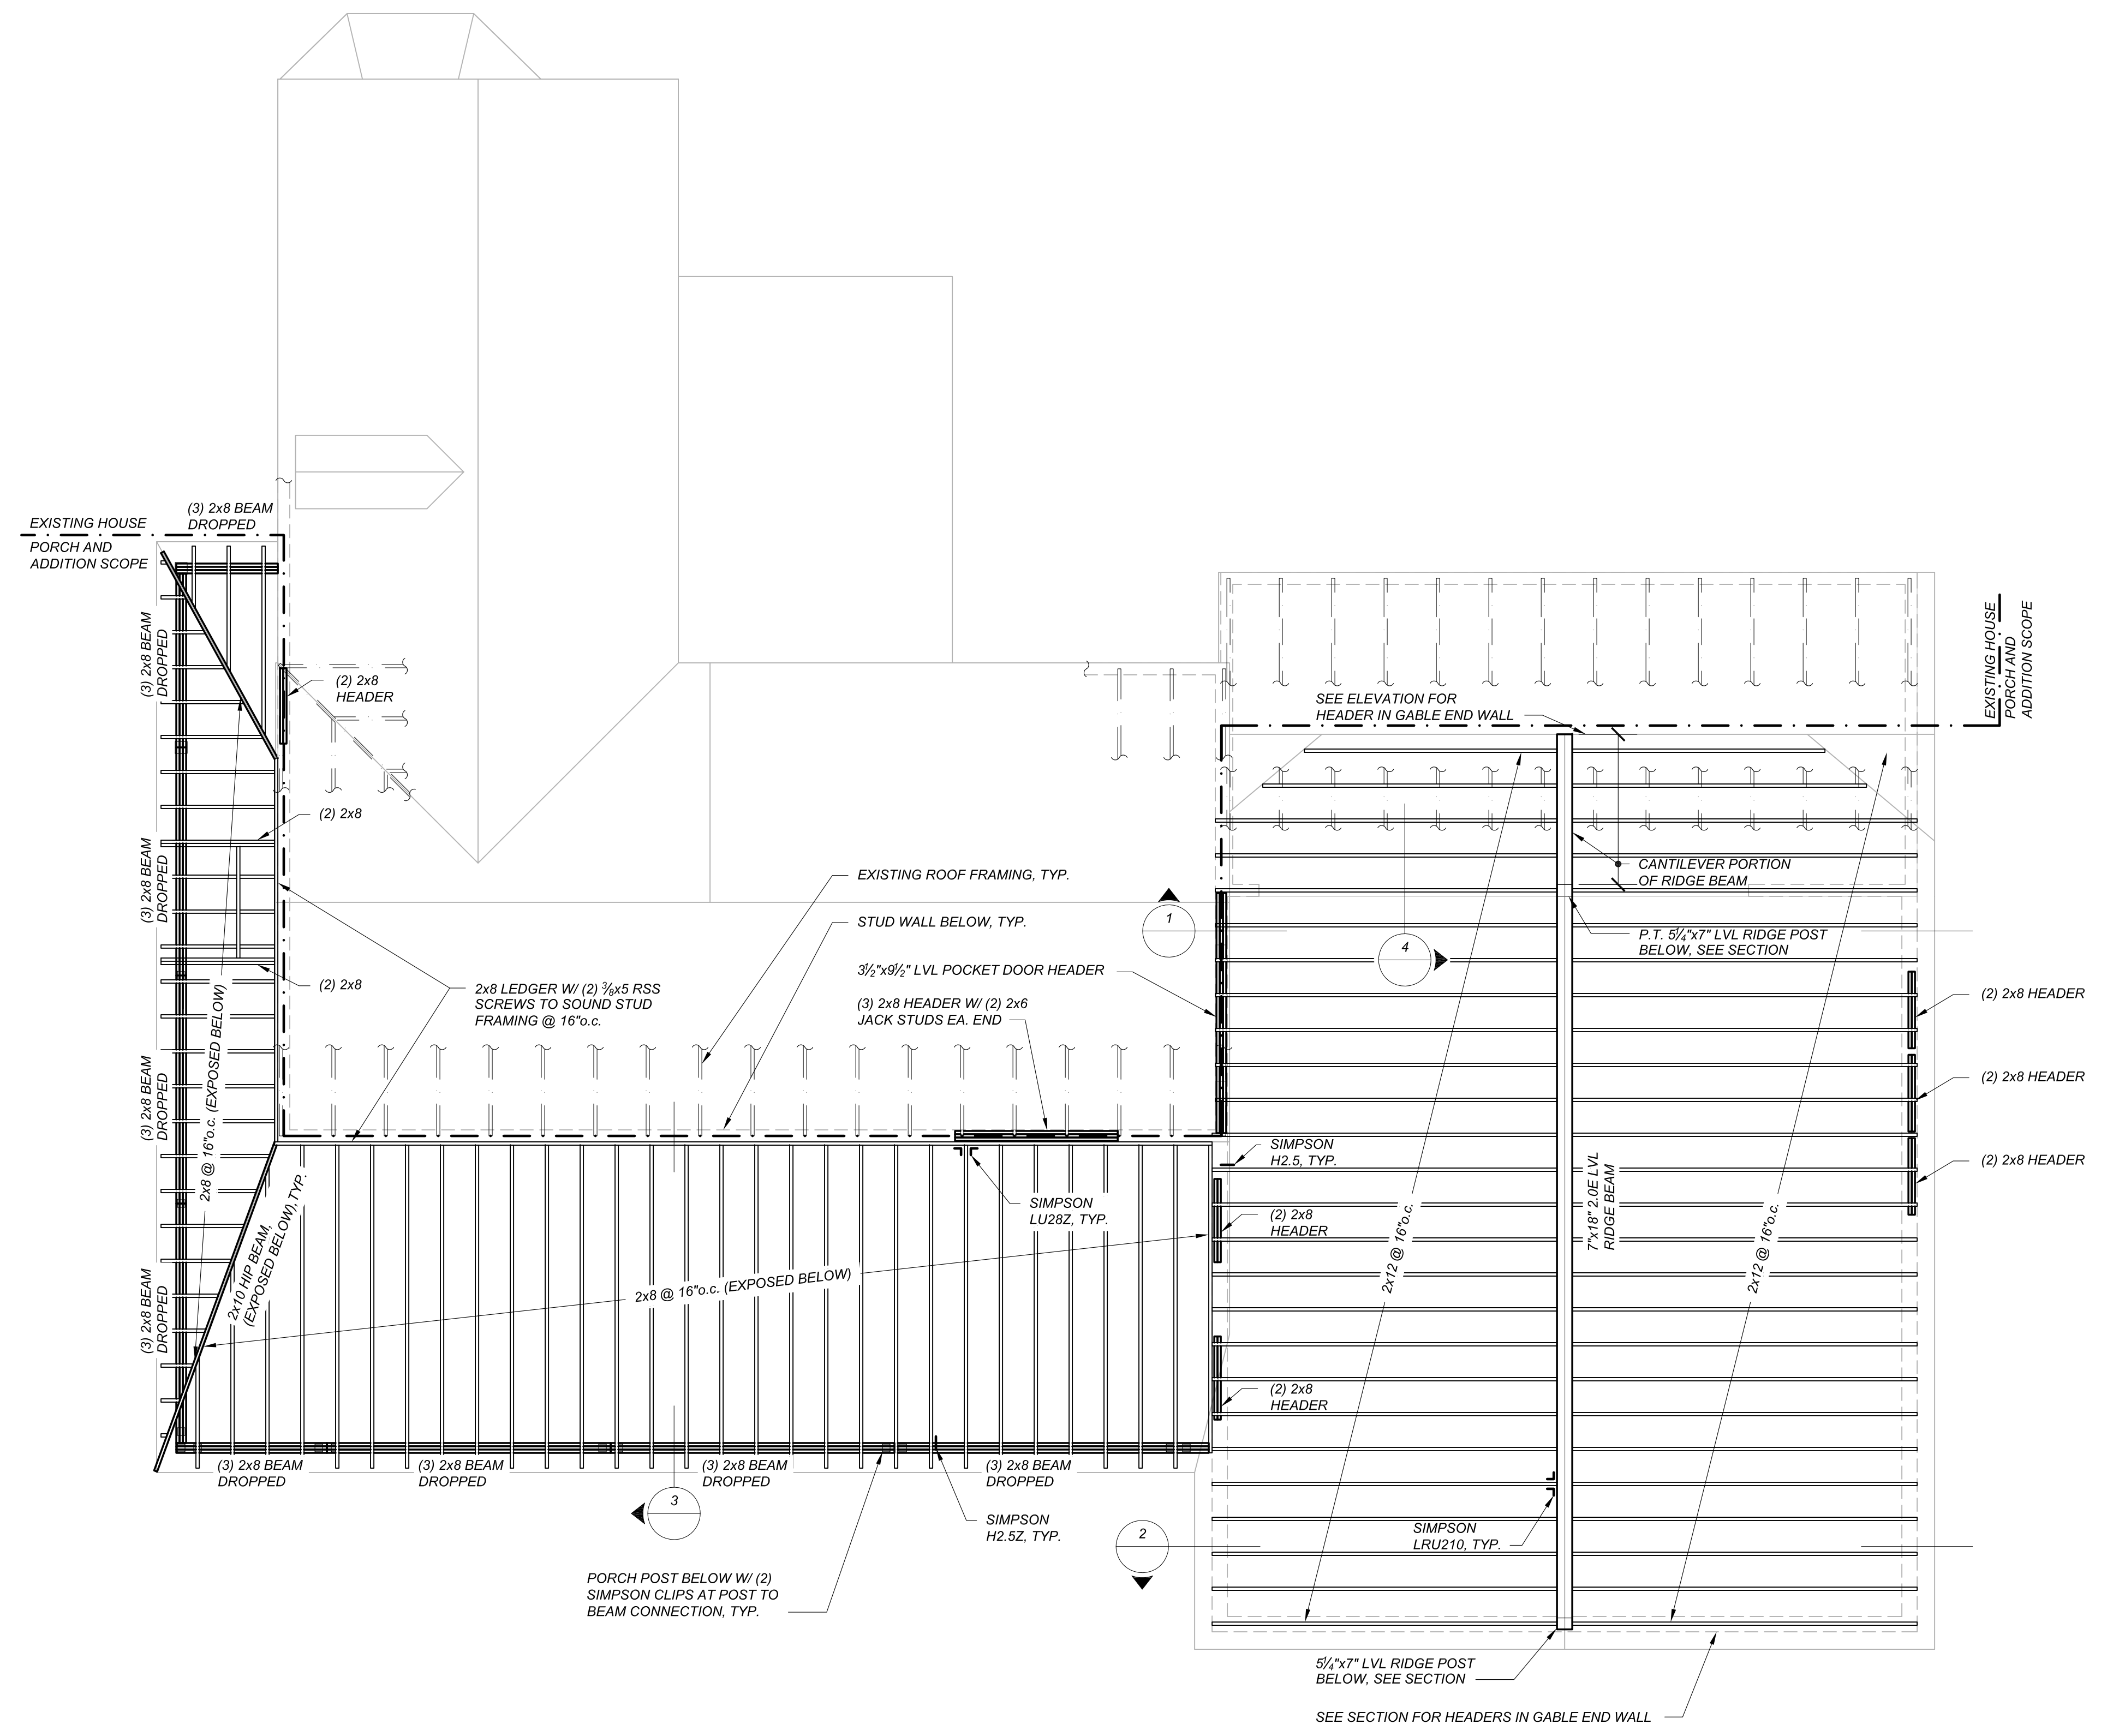 (3) 2x8 BEAM
DROPPED
EXISTING HOUSE
PORCH AND
ADDITION SCOPE
(3) 2x8 BEAM
DROPPED
(2) 2x8
HEADER
(2) 2x8
(3) 2x8 BEAM
DROPPED
(2) 2x8
2x8 LEDGER W/ (2) ⅜x5 RSS
SCREWS TO SOUND STUD
FRAMING @ 16"o.c.
(3) 2x8 BEAM
DROPPED
2x8 @ 16"o.c. (EXPOSED BELOW)
(3) 2x8 BEAM
DROPPED
2x10 HIP BEAM,
(EXPOSED BELOW),TYP.
EXISTING ROOF FRAMING, TYP.
STUD WALL BELOW, TYP.
3½"x9½" LVL POCKET DOOR HEADER
(3) 2x8 HEADER W/ (2) 2x6
JACK STUDS EA. END
1
SEE ELEVATION FOR
HEADER IN GABLE END WALL
EXISTING HOUSE
PORCH AND
ADDITION SCOPE
CANTILEVER PORTION
OF RIDGE BEAM
4
P.T. 5¼"x7" LVL RIDGE POST
BELOW, SEE SECTION
(2) 2x8 HEADER
(2) 2x8 HEADER
(2) 2x8 HEADER
SIMPSON
H2.5, TYP.
SIMPSON
LU28Z, TYP.
(2) 2x8
HEADER
2x8 @ 16"o.c. (EXPOSED BELOW)
2x12 @ 16"o.c.
7"x18" 2.0E LVL
RIDGE BEAM
2x12 @ 16"o.c.
(2) 2x8
HEADER
(3) 2x8 BEAM
DROPPED
(3) 2x8 BEAM
DROPPED
(3) 2x8 BEAM
DROPPED
(3) 2x8 BEAM
DROPPED
3
SIMPSON
H2.5Z, TYP.
2
SIMPSON
LRU210, TYP.
PORCH POST BELOW W/ (2)
SIMPSON CLIPS AT POST TO
BEAM CONNECTION, TYP.
5¼"x7" LVL RIDGE POST
BELOW, SEE SECTION
SEE SECTION FOR HEADERS IN GABLE END WALL